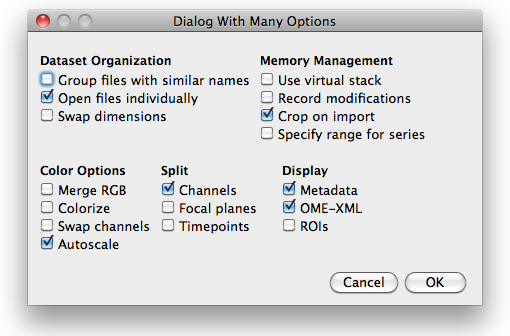 Dialog With Many Options
Dataset Organization
Group files with similar names
Open files individually
Swap dimensions
Memory Management
Use virtual stack
Record modifications
Crop on import
Specify range for series
Color Options
Merge RGB
Colorize
Swap channels
Autoscale
Split
Channels
Focal planes
Timepoints
Display
Metadata
OME-XML
ROIs
Cancel
OK